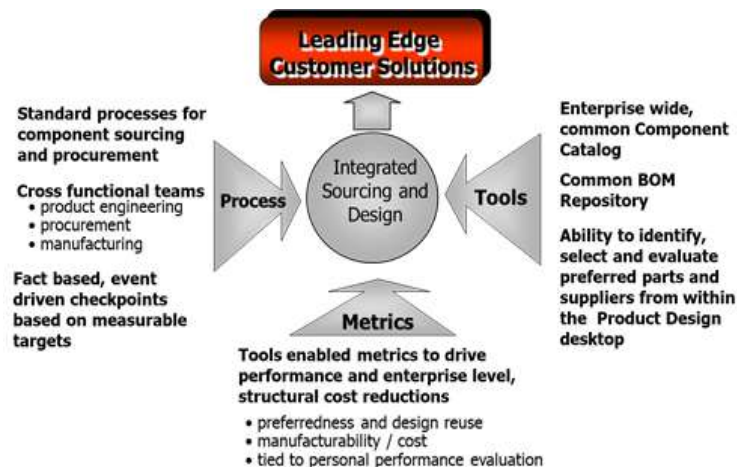 Leading Edge
Customer Solutions
Standard processes for
component sourcing
and procurement
Cross functional teams
• product engineering
• procurement
• manufacturing
Fact based, event
driven checkpoints
based on measurable
targets
Process
Integrated
Sourcing and
Design
Tools
Enterprise wide,
common Component
Catalog
Common BOM
Repository
Ability to identify,
select and evaluate
preferred parts and
suppliers from within
the Product Design
desktop
Metrics
Tools enabled metrics to drive
performance and enterprise level,
structural cost reductions
• preferredness and design reuse
• manufacturability / cost
• tied to personal performance evaluation